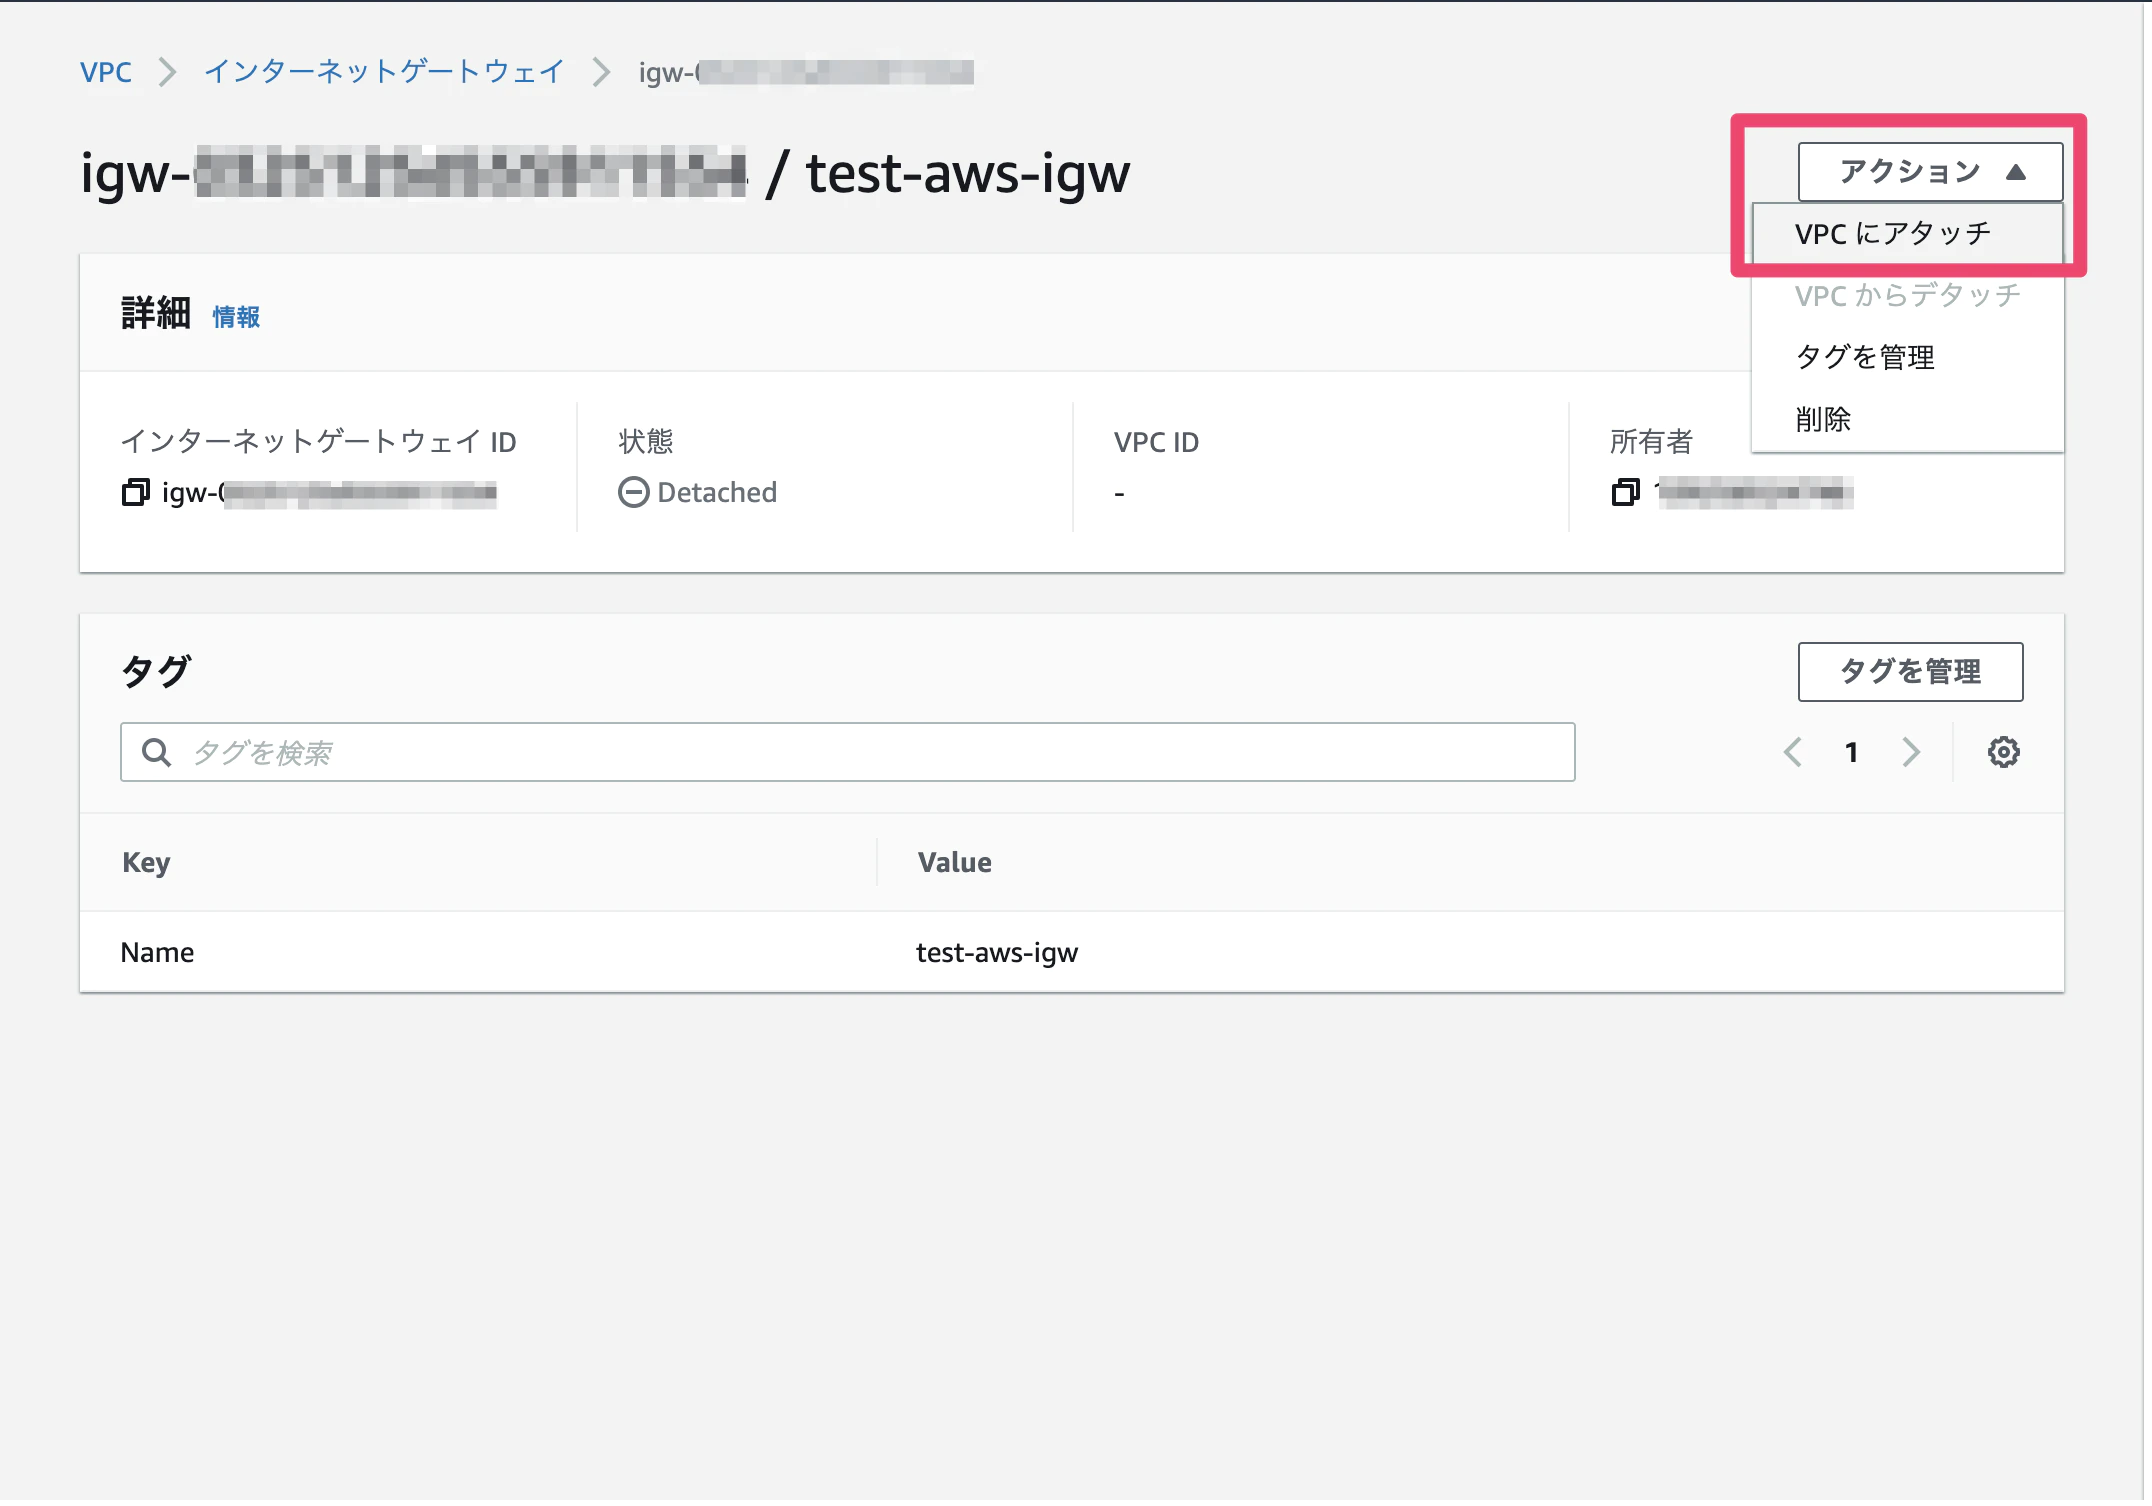 VPC インターネットゲートウェイ igw-
igw- / test-aws-igw
アクション
VPC にアタッチ
VPC からデタッチ
タグを管理
削除
詳細 情報
インターネットゲートウェイ ID
igw-
状態
Detached
VPC ID
-
所有者
タグ
タグを管理
タグを検索
1
Key Value
Name test-aws-igw